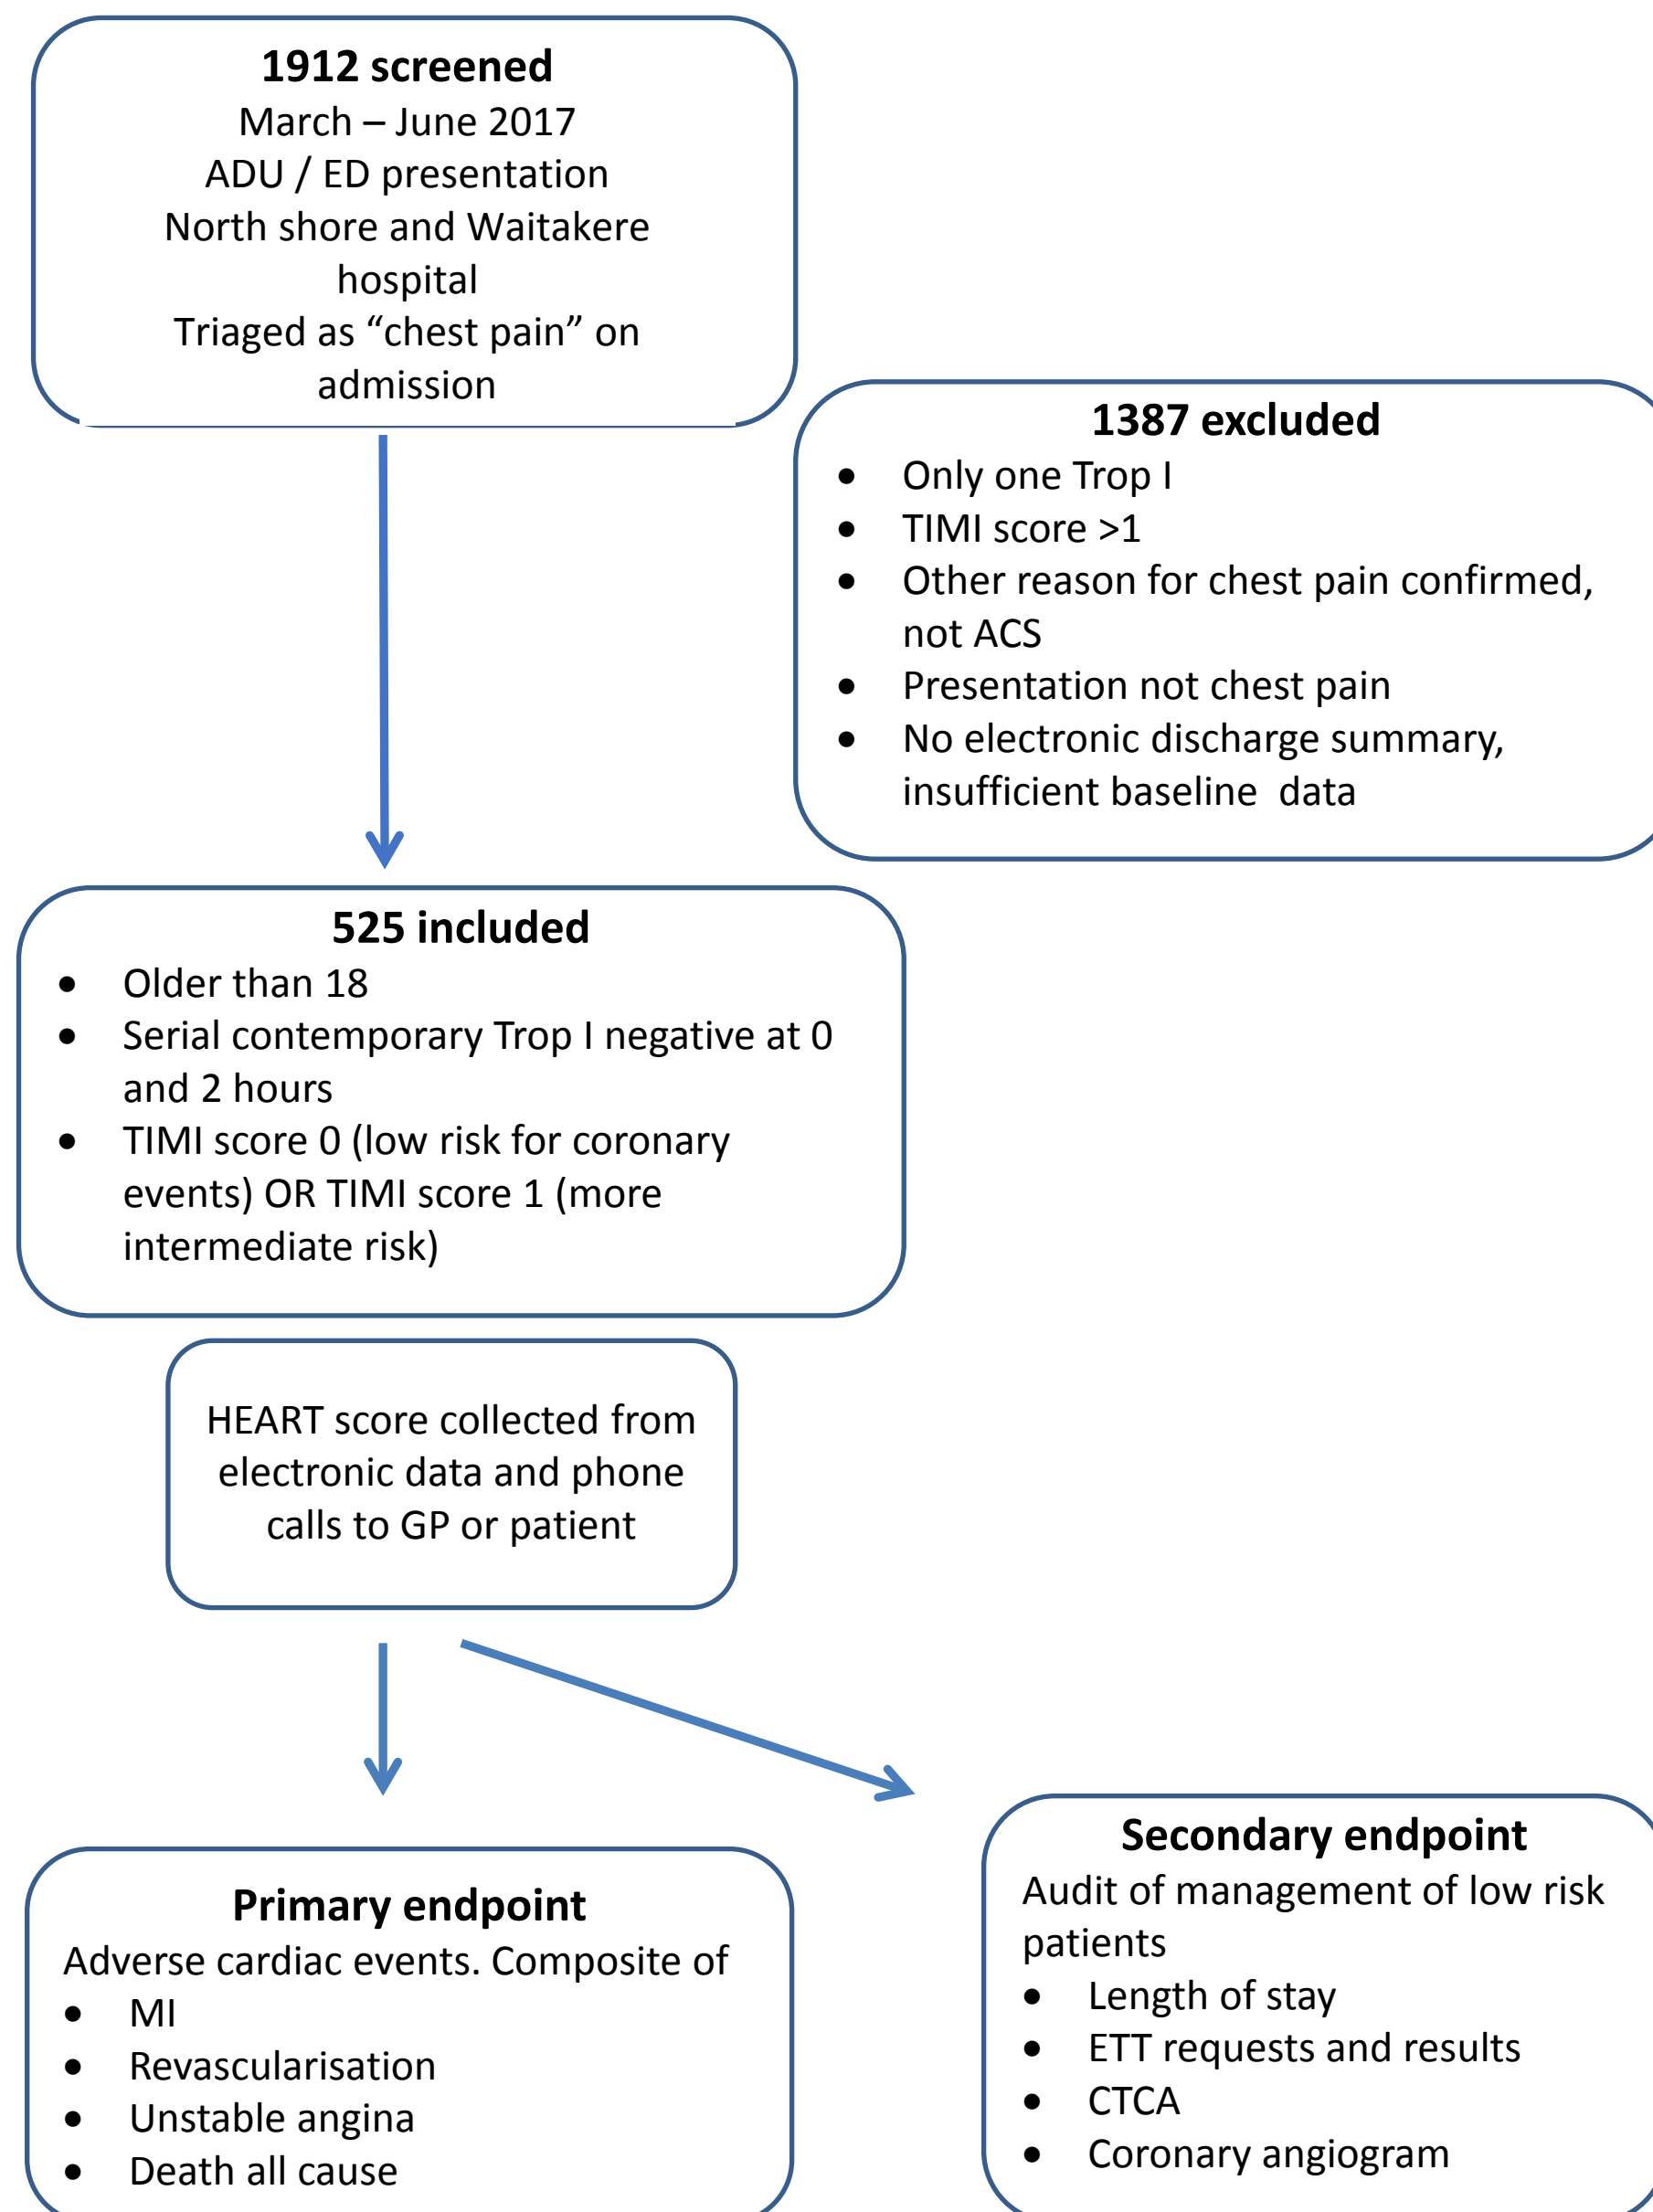 1912 screened
March – June 2017
ADU / ED presentation
North shore and Waitakere
hospital
Triaged as “chest pain” on
admission
1387 excluded
• Only one Trop I
• TIMI score >1
• Other reason for chest pain confirmed,
not ACS
• Presentation not chest pain
• No electronic discharge summary,
insufficient baseline data
525 included
• Older than 18
• Serial contemporary Trop I negative at 0
and 2 hours
• TIMI score 0 (low risk for coronary
events) OR TIMI score 1 (more
intermediate risk)
HEART score collected from
electronic data and phone
calls to GP or patient
Primary endpoint
Adverse cardiac events. Composite of
• MI
• Revascularisation
• Unstable angina
• Death all cause
Secondary endpoint
Audit of management of low risk
patients
• Length of stay
• ETT requests and results
• CTCA
• Coronary angiogram